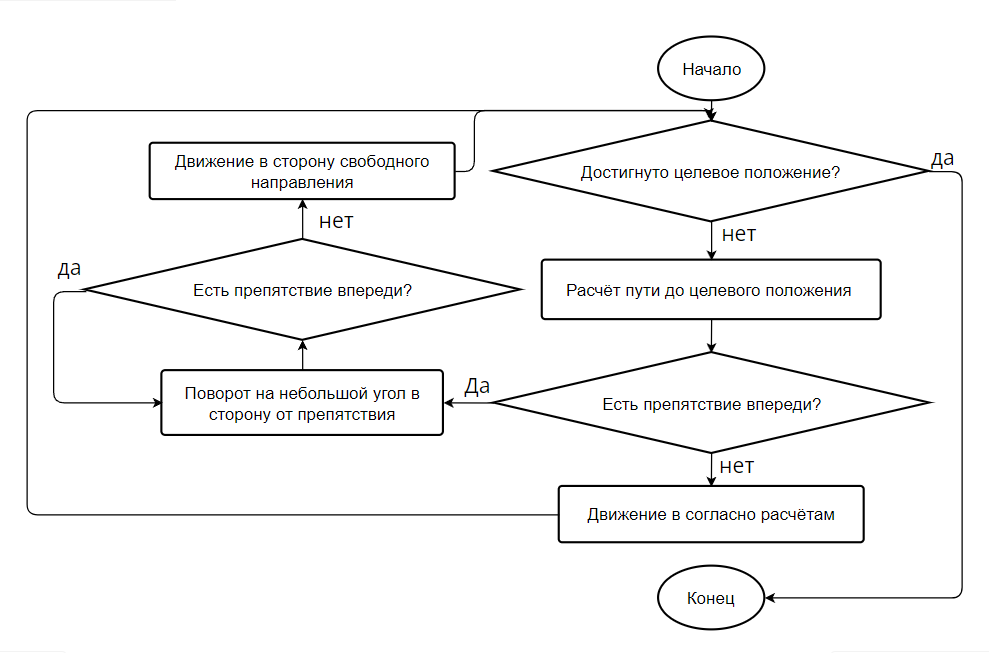 Начало
Движение в сторону свободного
направления
Достигнуто целевое положение?
да
нет
нет
да
Есть препятствие впереди?
Расчёт пути до целевого положения
Поворот на небольшой угол в
сторону от препятствия
Да
Есть препятствие впереди?
нет
Движение в согласно расчётам
Конец